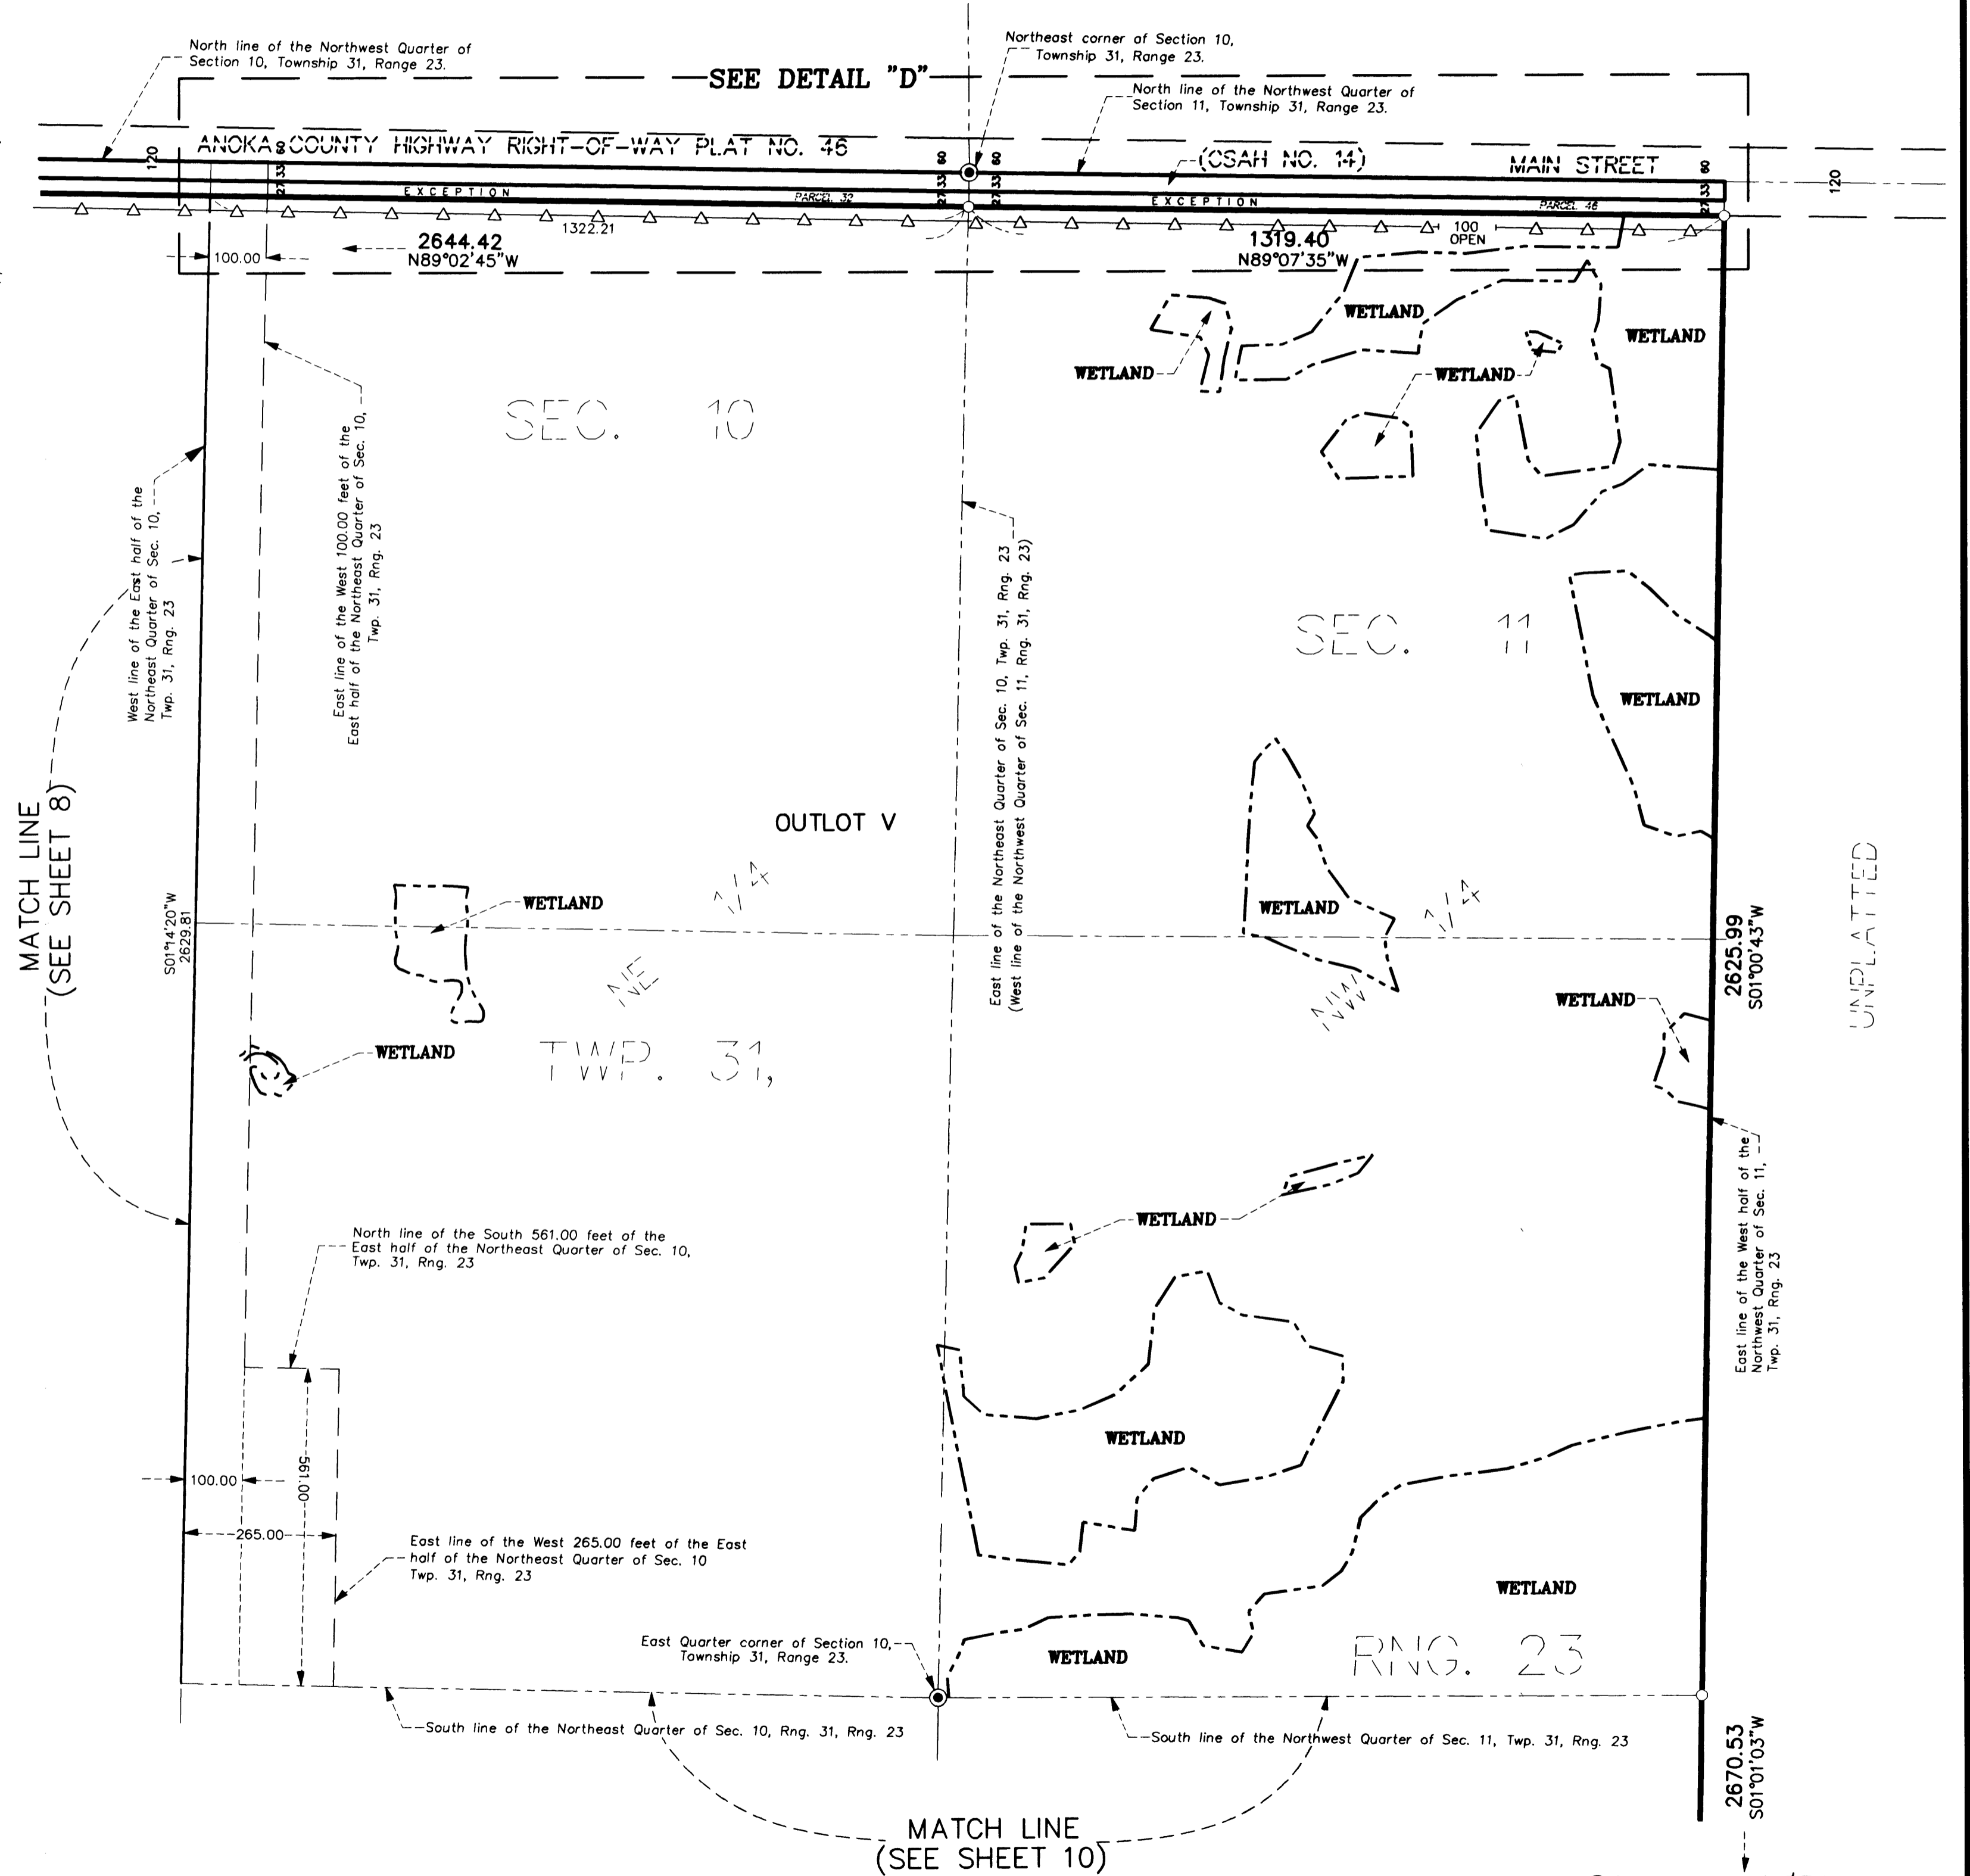 North line of the Northwest Quarter of
Section 10, Township 31, Range 23.
Northeast corner of Section 10,
Township 31, Range 23.
SEE DETAIL "D"
North line of the Northwest Quarter of
Section 11, Township 31, Range 23.
ANOKA COUNTY HIGHWAY RIGHT-OF-WAY PLAT NO. 46
(CSAH NO. 14)
MAIN STREET
120
60
33
27
60
33
27
60
33
27
60
33
27
120
EXCEPTION
PARCEL 32
EXCEPTION
PARCEL 46
1322.21
2644.42
N89°02'45"W
100.00
1319.40
N89°07'35"W
100
OPEN
WETLAND
WETLAND
WETLAND
WETLAND
SEC. 10
West line of the East half of the
Northeast Quarter of Sec. 10,
Twp. 31, Rng. 23
East line of the West 100.00 feet of the
East half of the Northeast Quarter of Sec. 10,
Twp. 31, Rng. 23
East line of the Northeast Quarter of Sec. 10, Twp. 31, Rng. 23
(West line of the Northwest Quarter of Sec. 11, Rng. 31, Rng. 23)
SEC. 11
WETLAND
MATCH LINE
(SEE SHEET 8)
OUTLOT V
S01°14'20"W
2629.81
WETLAND
1/4
NE
WETLAND
1/4
NW
2625.99
S01°00'43"W
UNPLATTED
WETLAND
WETLAND
TWP. 31,
East line of the West half of the
Northwest Quarter of Sec. 11,
Twp. 31, Rng. 23
WETLAND
North line of the South 561.00 feet of the
East half of the Northeast Quarter of Sec. 10,
Twp. 31, Rng. 23
WETLAND
100.00
561.00
265.00
East line of the West 265.00 feet of the East
half of the Northeast Quarter of Sec. 10
Twp. 31, Rng. 23
WETLAND
East Quarter corner of Section 10,
Township 31, Range 23.
WETLAND
RNG. 23
South line of the Northeast Quarter of Sec. 10, Rng. 31, Rng. 23
South line of the Northwest Quarter of Sec. 11, Twp. 31, Rng. 23
2670.53
S01°01'03"W
MATCH LINE
(SEE SHEET 10)